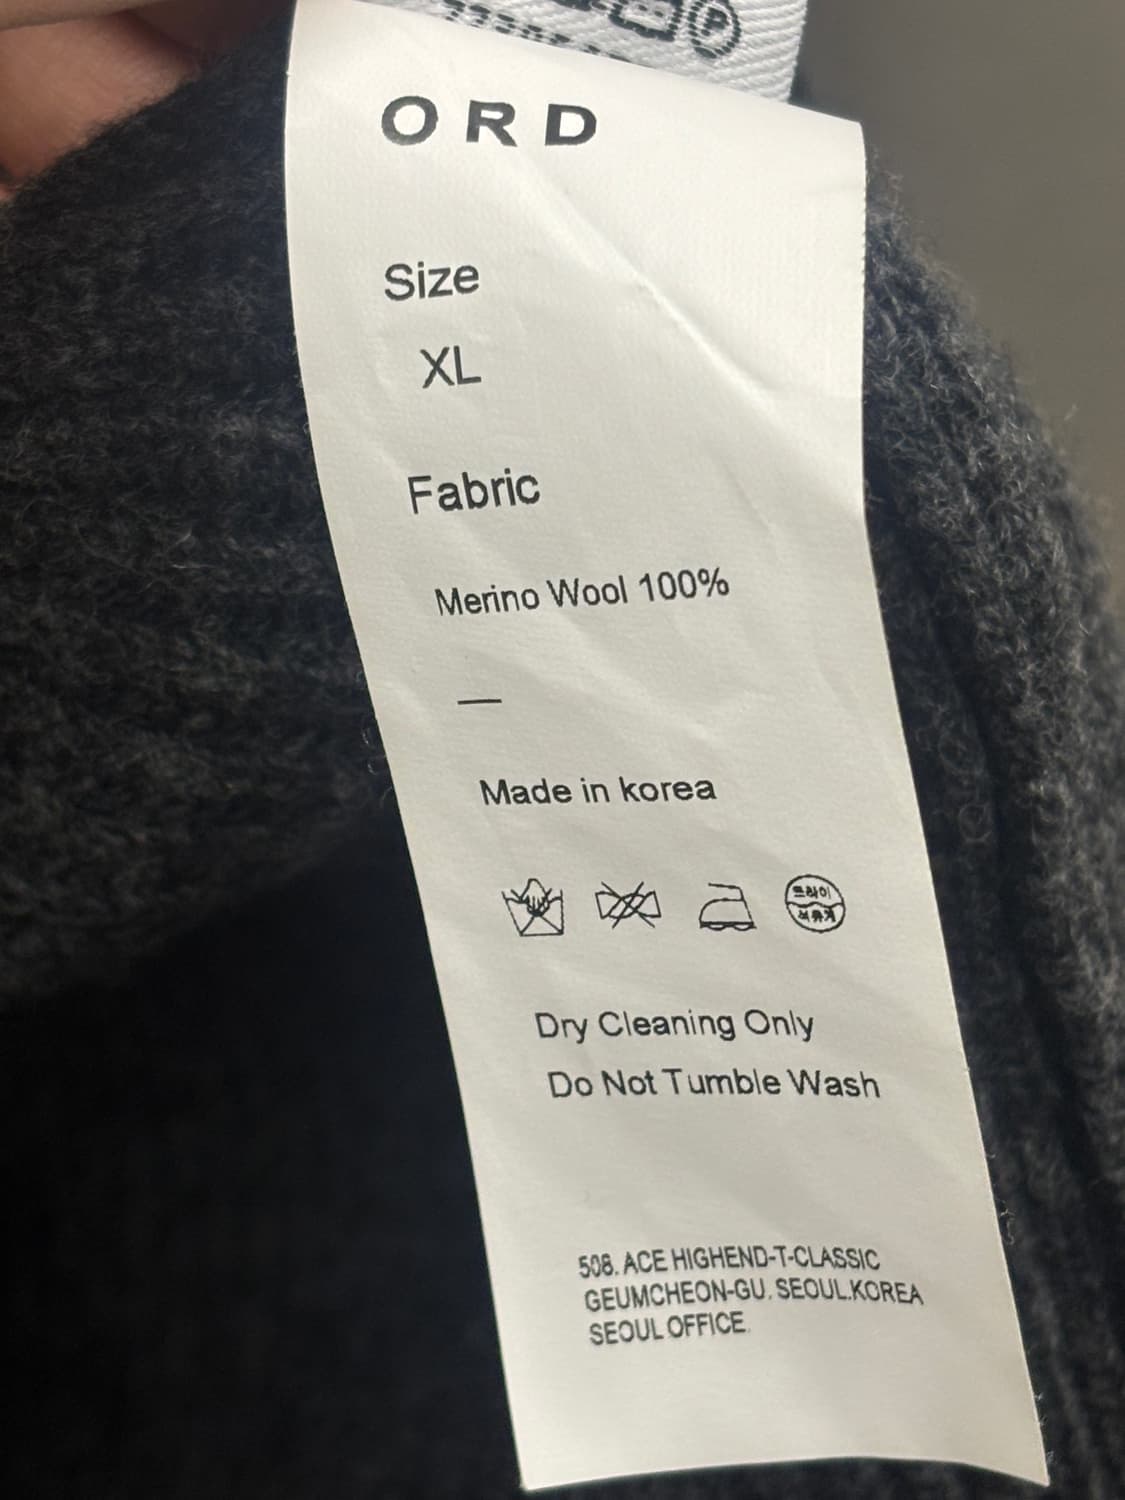 P
O R D
Size
XL
Fabric
Merino Wool 100%
—
Made in korea
드라이
석유계
Dry Cleaning Only
Do Not Tumble Wash
508. ACE HIGHEND-T-CLASSIC
GEUMCHEON-GU. SEOUL.KOREA
SEOUL OFFICE.